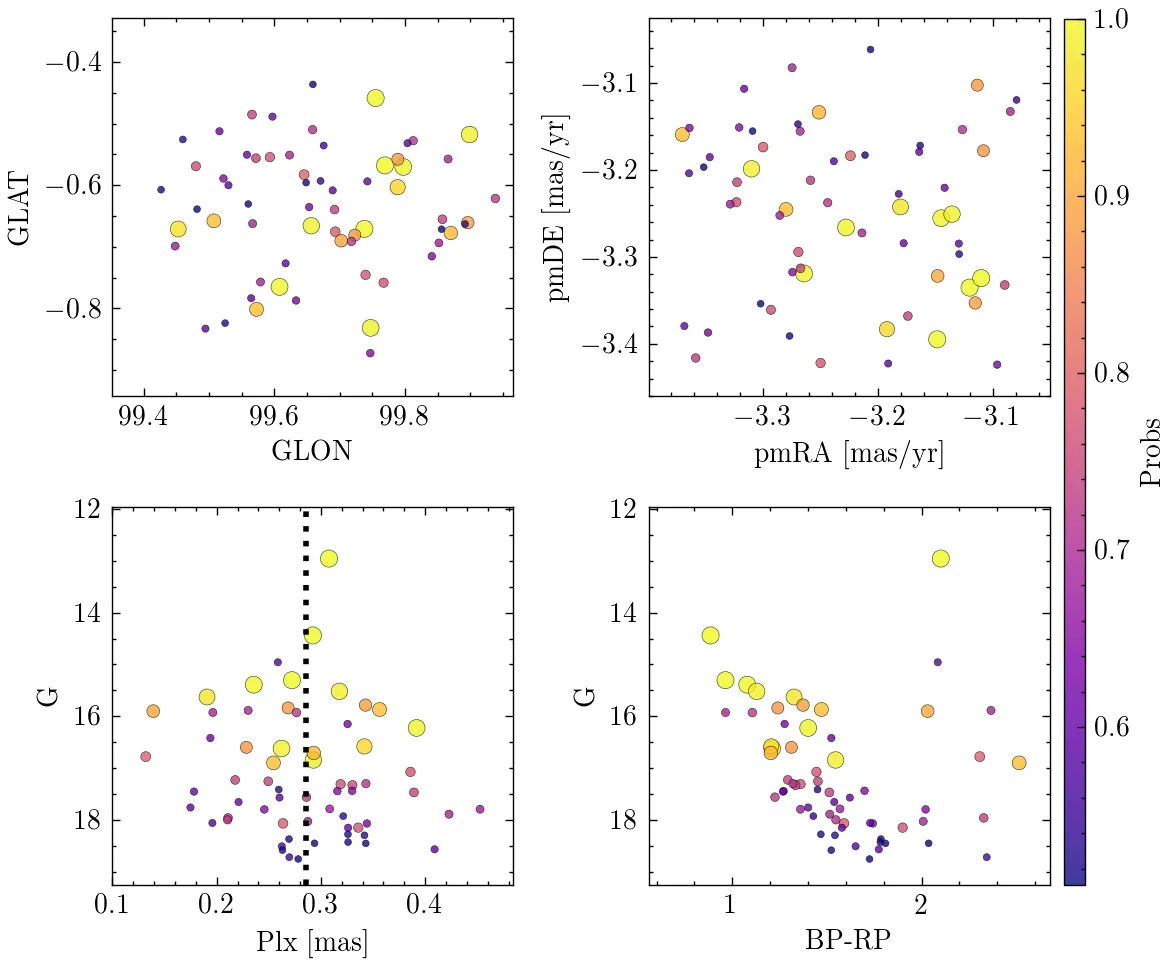 −0.4
−0.6
−0.8
GLAT
99.4 99.6 99.8
GLON
−3.1
−3.2
−3.3
−3.4
pmDE [mas/yr]
−3.3 −3.2 −3.1
pmRA [mas/yr]
12
14
16
18
G
0.1 0.2 0.3 0.4
Plx [mas]
12
14
16
18
G
1 2
BP-RP
1.0
0.9
0.8
0.7
0.6
Probs